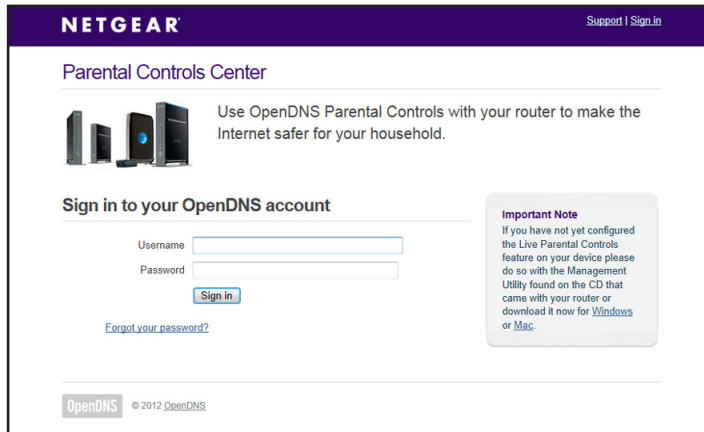 NETGEAR
Support | Sign in
Parental Controls Center
Use OpenDNS Parental Controls with your router to make the
Internet safer for your household.
Sign in to your OpenDNS account
Username
Password
Sign in
Forgot your password?
Important Note
If you have not yet configured
the Live Parental Controls
feature on your device please
do so with the Management
Utility found on the CD that
came with your router or
download it now for Windows
or Mac.
OpenDNS © 2012 OpenDNS